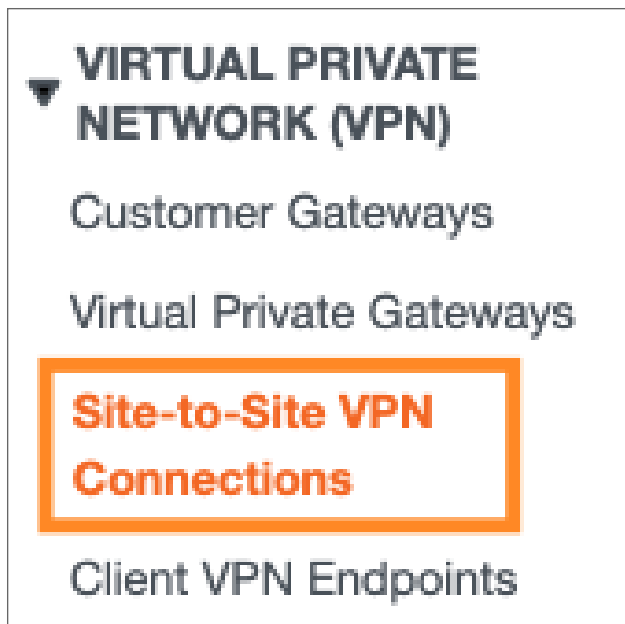 VIRTUAL PRIVATE
NETWORK (VPN)
Customer Gateways
Virtual Private Gateways
Site-to-Site VPN
Connections
Client VPN Endpoints